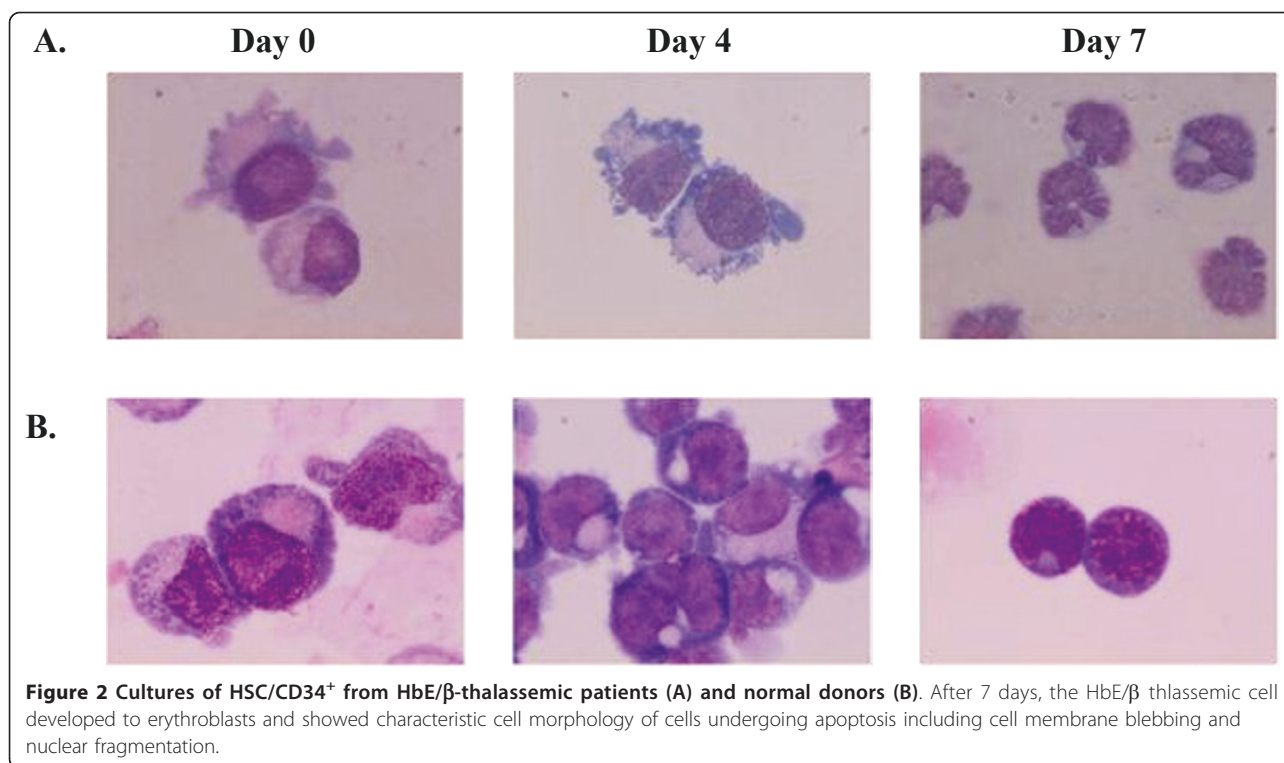 A.
Day 0
Day 4
Day 7
B.
Figure 2 Cultures of HSC/CD34⁺ from HbE/β-thalassemic patients (A) and normal donors (B). After 7 days, the HbE/β thlassemic cell
developed to erythroblasts and showed characteristic cell morphology of cells undergoing apoptosis including cell membrane blebbing and
nuclear fragmentation.